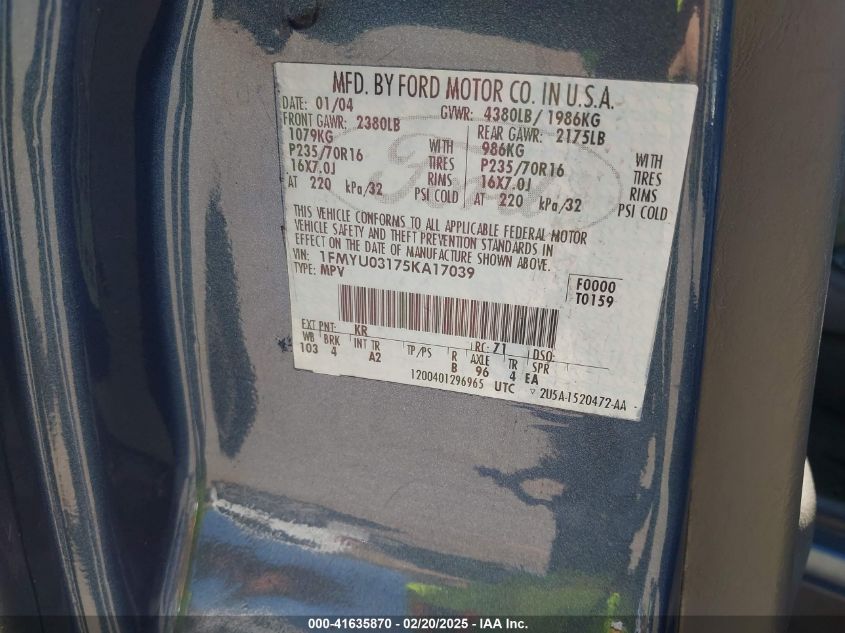 MFD. BY FORD MOTOR CO. IN U.S.A.
DATE: 01/04 GVWR: 4380LB/ 1986KG
FRONT GAWR: 2380LB REAR GAWR: 2175LB
1079KG WITH 986KG WITH
P235/70R16 TIRES P235/70R16 TIRES
16X7.0J RIMS 16X7.0J RIMS
AT 220 kPa/32 PSI COLD AT 220 kPa/32 PSI COLD
THIS VEHICLE CONFORMS TO ALL APPLICABLE FEDERAL MOTOR
VEHICLE SAFETY AND THEFT PREVENTION STANDARDS IN
EFFECT ON THE DATE OF MANUFACTURE SHOWN ABOVE.
VIN: 1FMYU03175KA17039
TYPE: MPV
F0000
T0159
EXT PNT: KR RC: 71 DSO:
WB BRK INT TR TP/PS R AXLE TR SPR
103 4 A2 B 96 4 EA
1200401296965 UTC 2U5A-1520472-AA
Ford
000-41635870 — 02/20/2025 — IAA Inc.